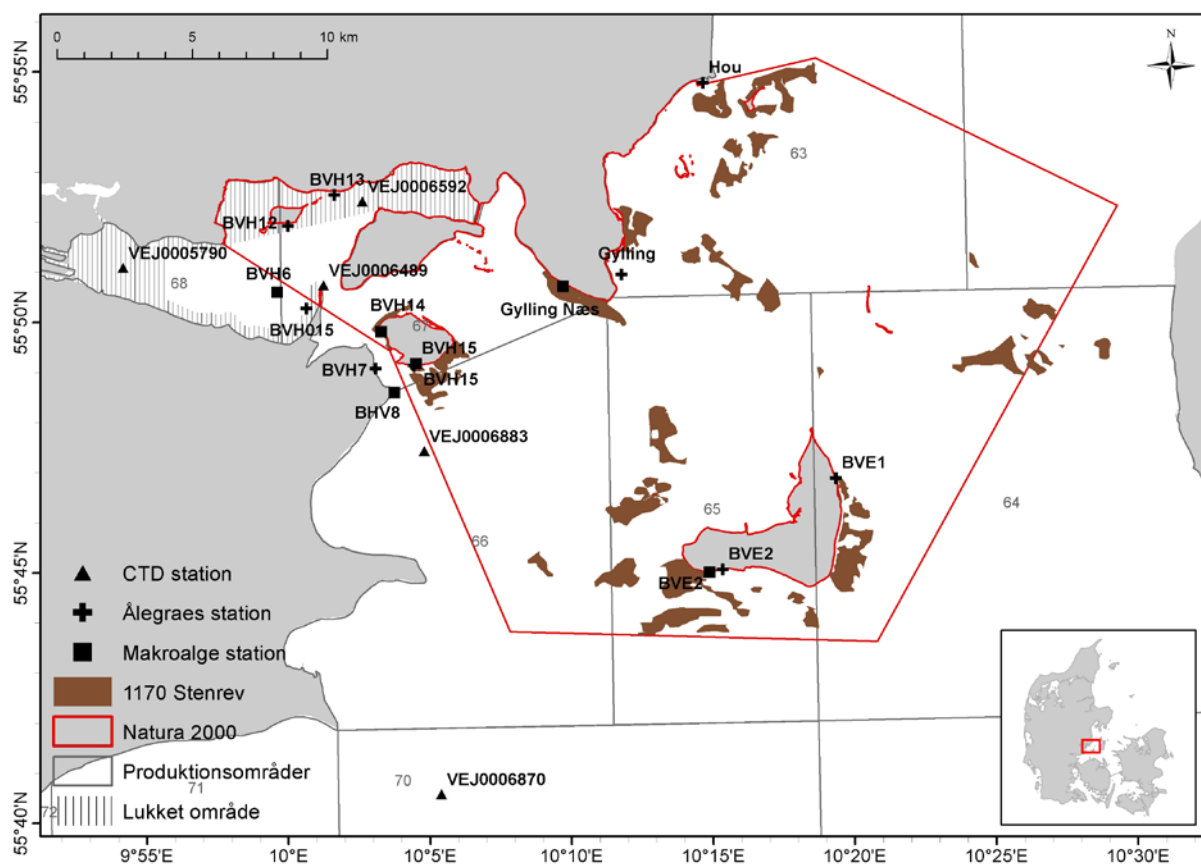 0 5 10 km
N
55°55'N
55°50'N
55°45'N
55°40'N
Hou
63
BVH13
VEJ0006592
BVH12
VEJ0005790
Gylling
68
BVH6
VEJ0006489
BVH015
BVH14
Gylling Næs
67
BVH15
BVH7
BVH15
BHV8
VEJ0006883
BVE1
65
64
66
BVE2
BVE2
CTD station
Ålegraes station
Makroalge station
1170 Stenrev
Natura 2000
Produktionsområder
Lukket område
70
VEJ0006870
71
72
9°55'E 10°E 10°5'E 10°10'E 10°15'E 10°20'E 10°25'E 10°30'E